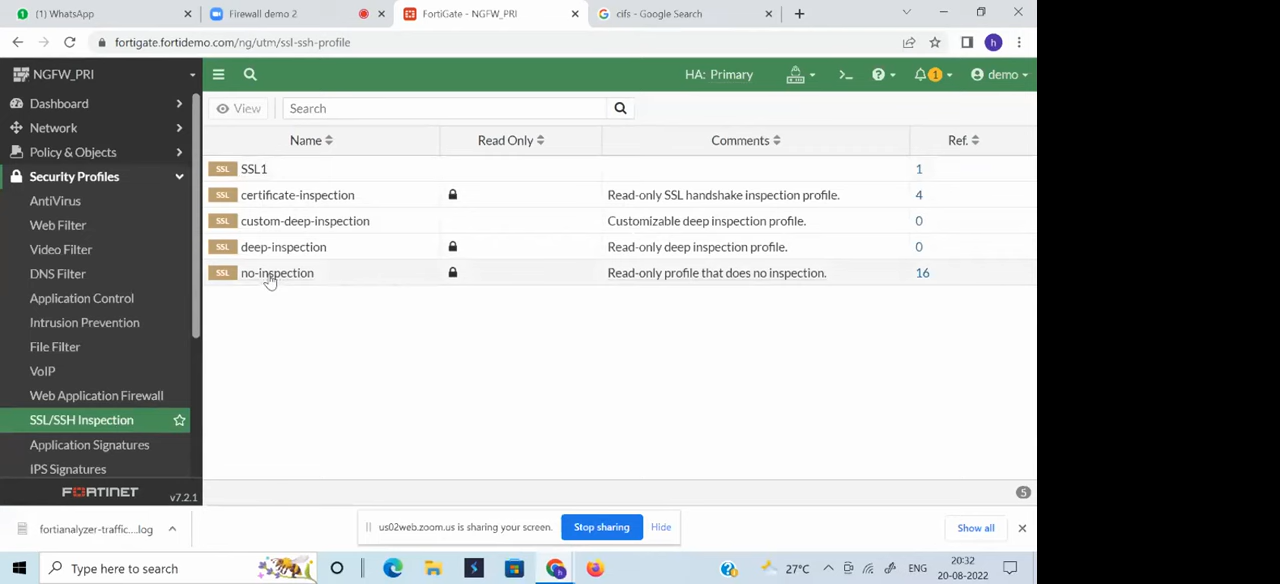 (1) WhatsApp
Firewall demo 2
FortiGate - NGFW_PRI
cifs - Google Search
fortigate.fortidemo.com/ng/utm/ssl-ssh-profile
h
NGFW_PRI
HA: Primary
1
demo
Dashboard
Network
Policy & Objects
Security Profiles
AntiVirus
Web Filter
Video Filter
DNS Filter
Application Control
Intrusion Prevention
File Filter
VoIP
Web Application Firewall
SSL/SSH Inspection
Application Signatures
IPS Signatures
FORTINET v7.2.1
View
Search
Name Read Only Comments Ref.
SSL SSL1 1
SSL certificate-inspection Read-only SSL handshake inspection profile. 4
SSL custom-deep-inspection Customizable deep inspection profile. 0
SSL deep-inspection Read-only deep inspection profile. 0
SSL no-inspection Read-only profile that does no inspection. 16
5
fortianalyzer-traffic....log
us02web.zoom.us is sharing your screen. Stop sharing Hide
Show all
Type here to search
27°C
ENG
20:32
20-08-2022